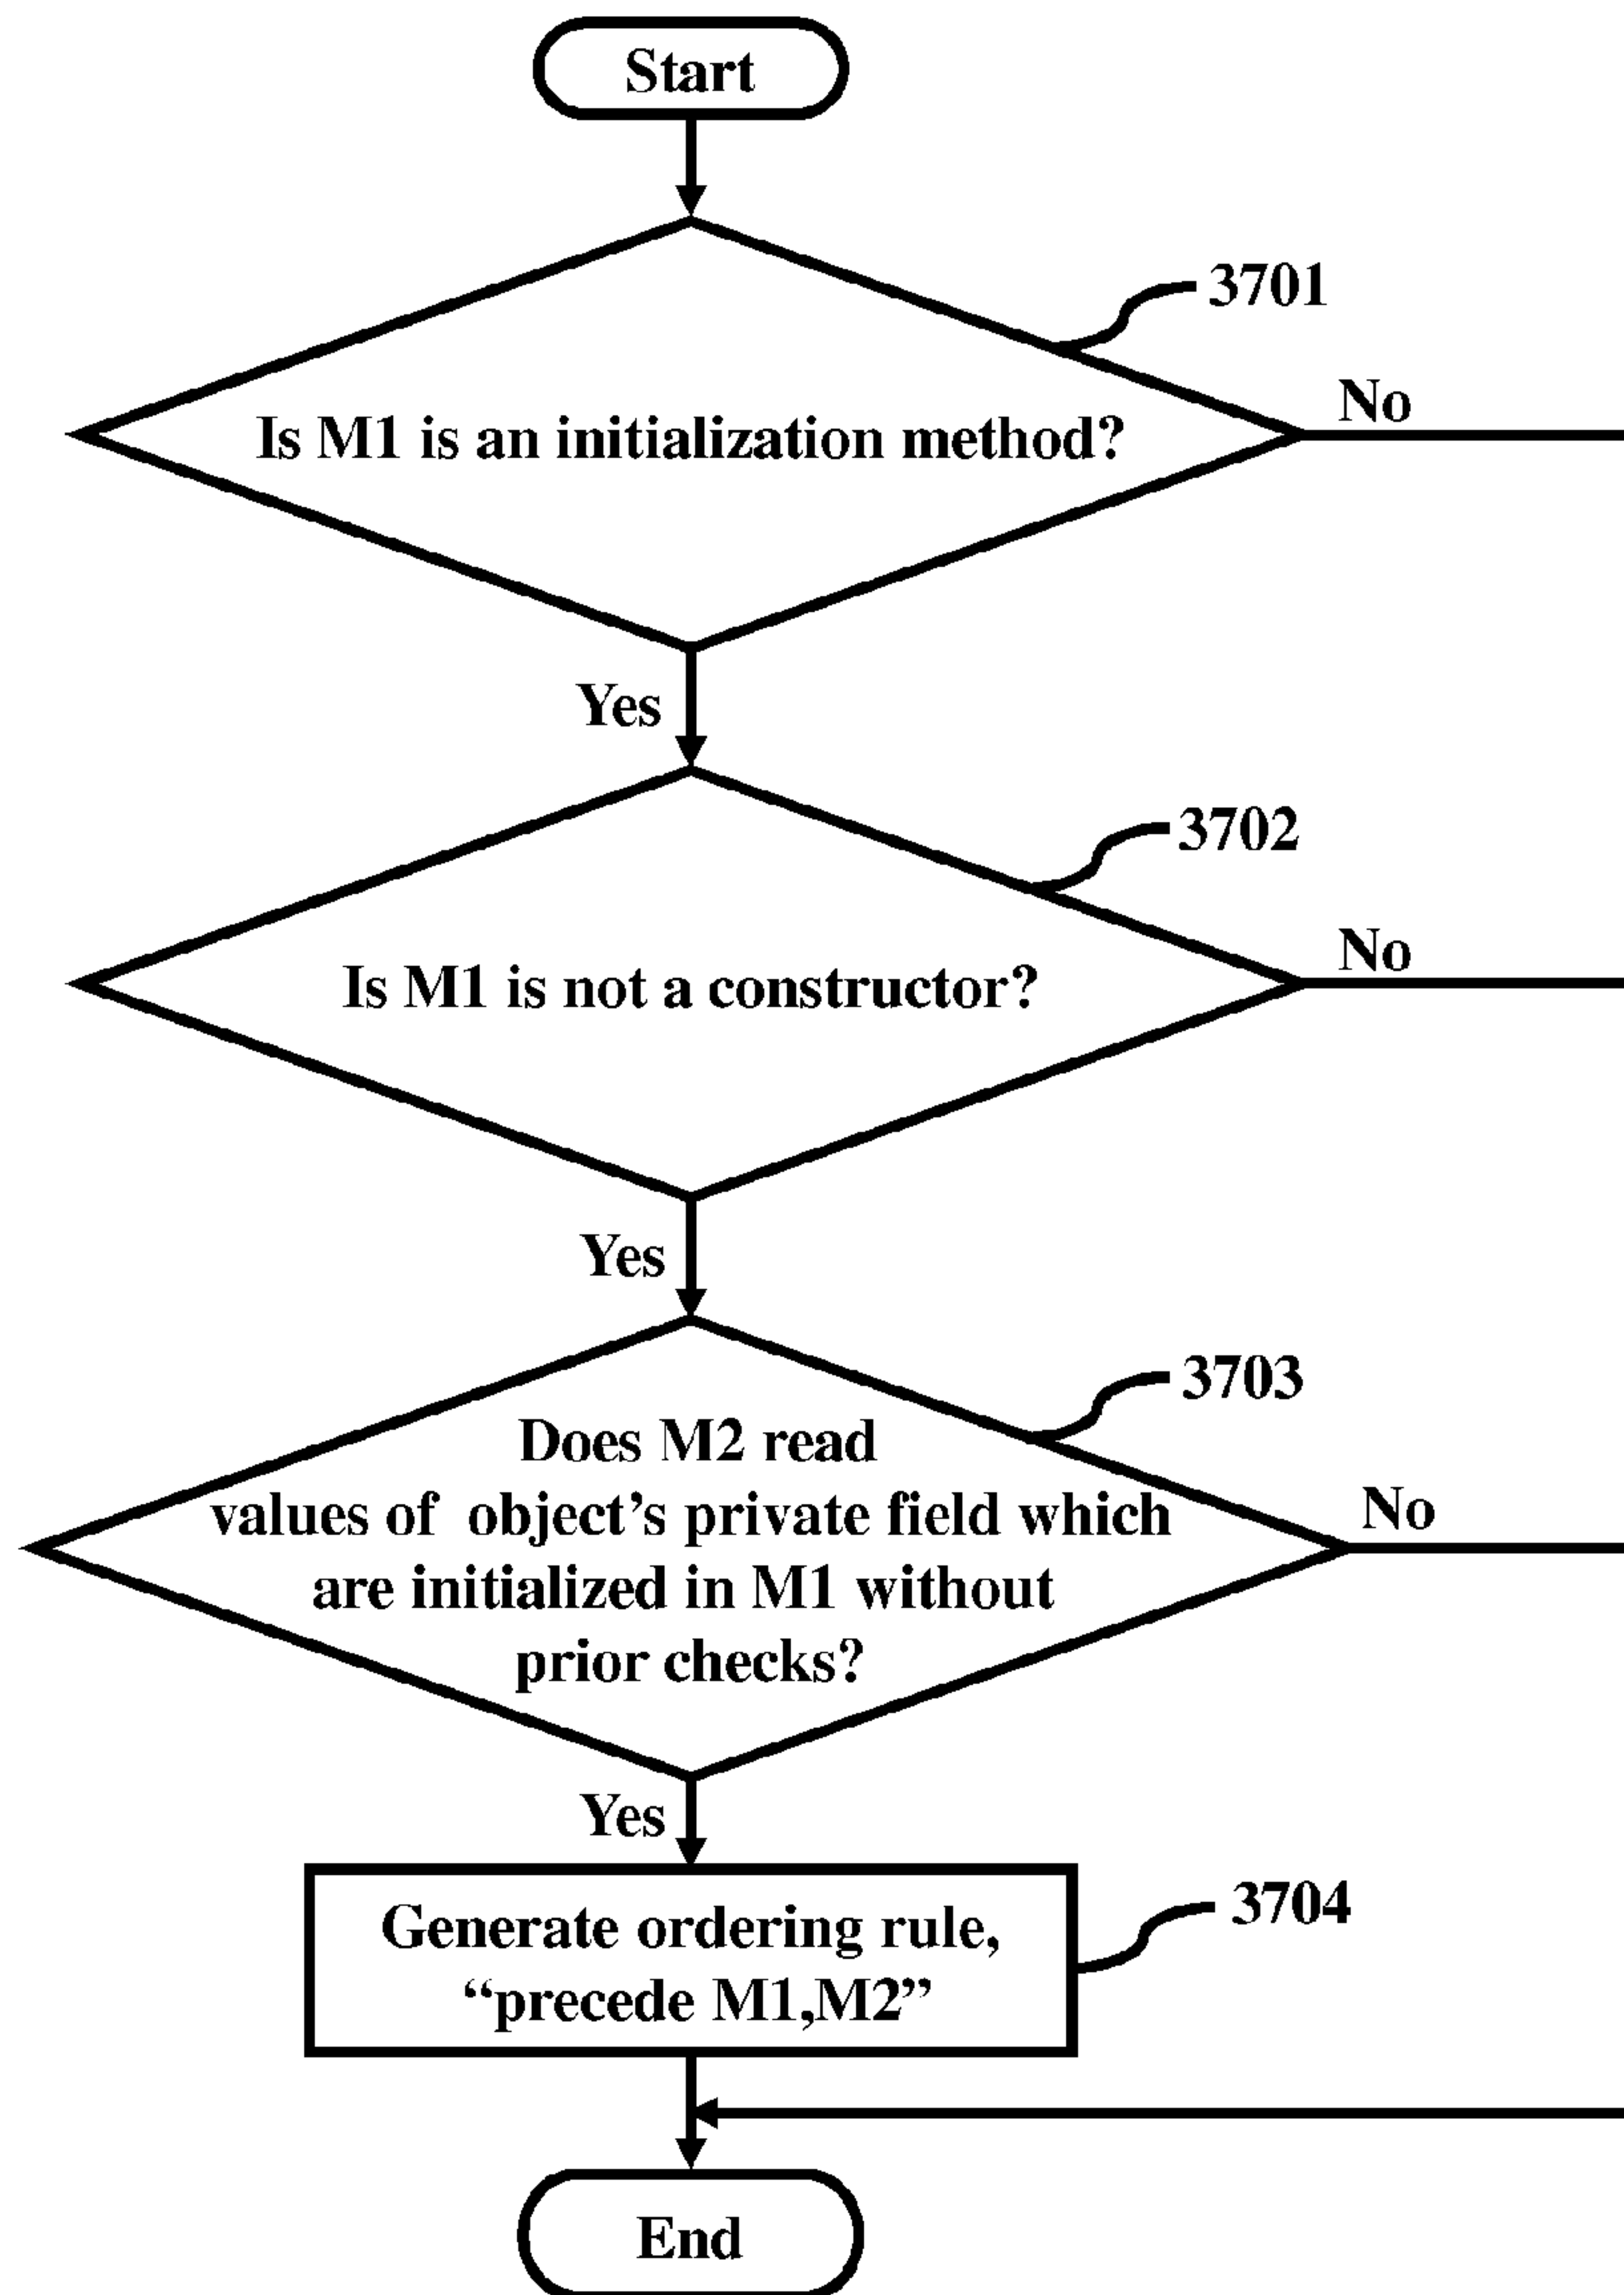 Start
3701
No
Is M1 is an initialization method?
Yes
3702
No
Is M1 is not a constructor?
Yes
3703
Does M2 read
values of object’s private field which
are initialized in M1 without
prior checks?
No
Yes
3704
Generate ordering rule,
“precede M1,M2”
End